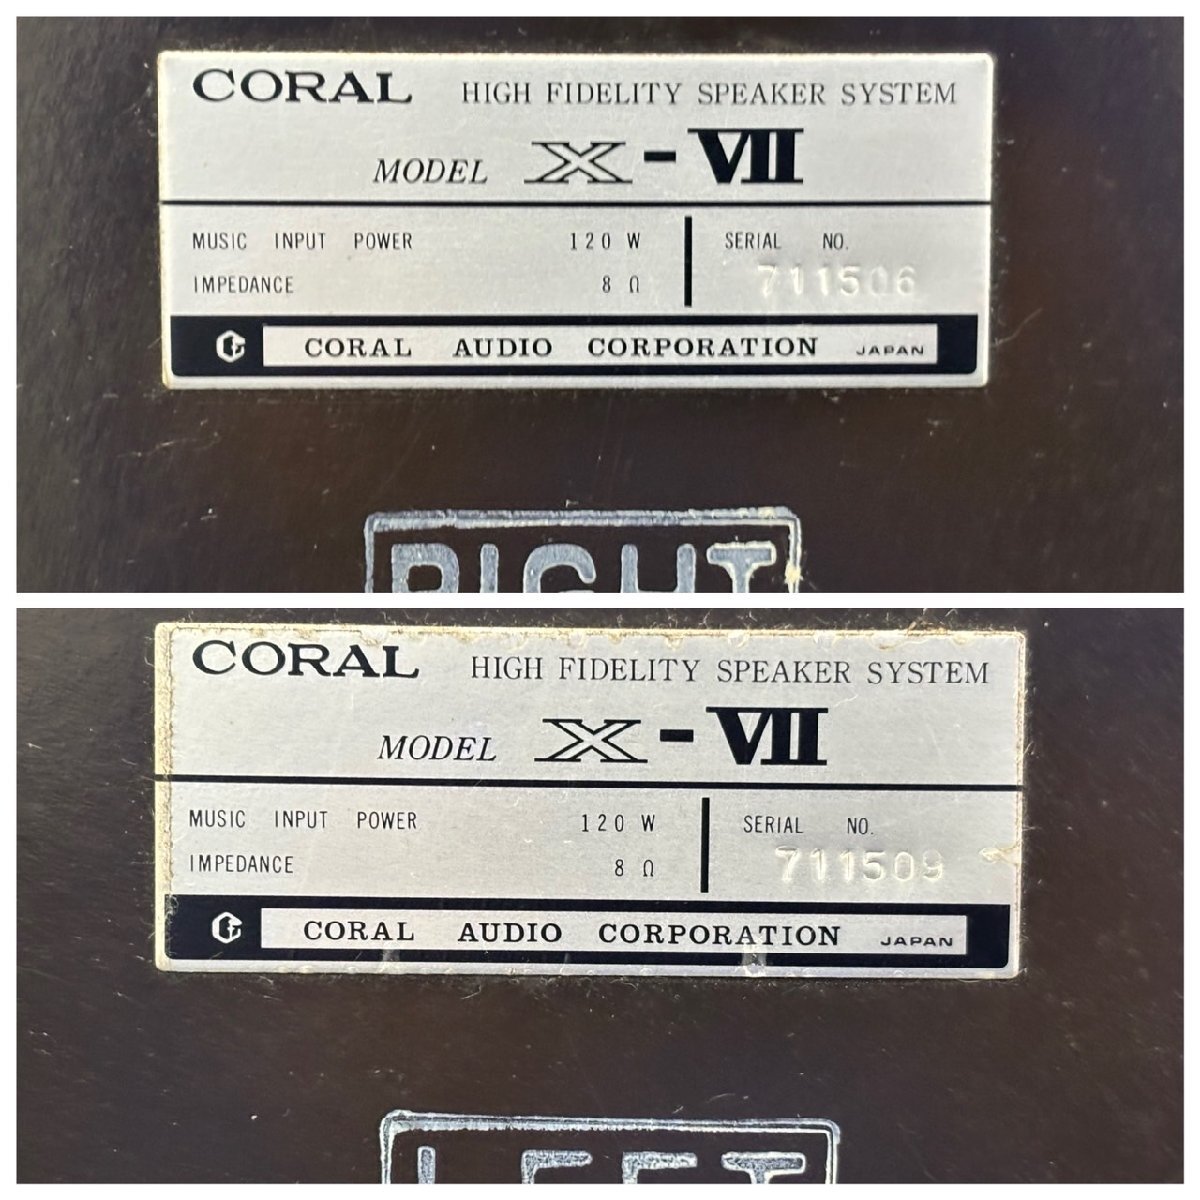 CORAL HIGH FIDELITY SPEAKER SYSTEM
MODEL X-VII
MUSIC INPUT POWER 120 W SERIAL NO.
IMPEDANCE 8 Ω 711506
CORAL AUDIO CORPORATION JAPAN
RIGHT
CORAL HIGH FIDELITY SPEAKER SYSTEM
MODEL X-VII
MUSIC INPUT POWER 120 W SERIAL NO.
IMPEDANCE 8 Ω 711509
CORAL AUDIO CORPORATION JAPAN
LEFT